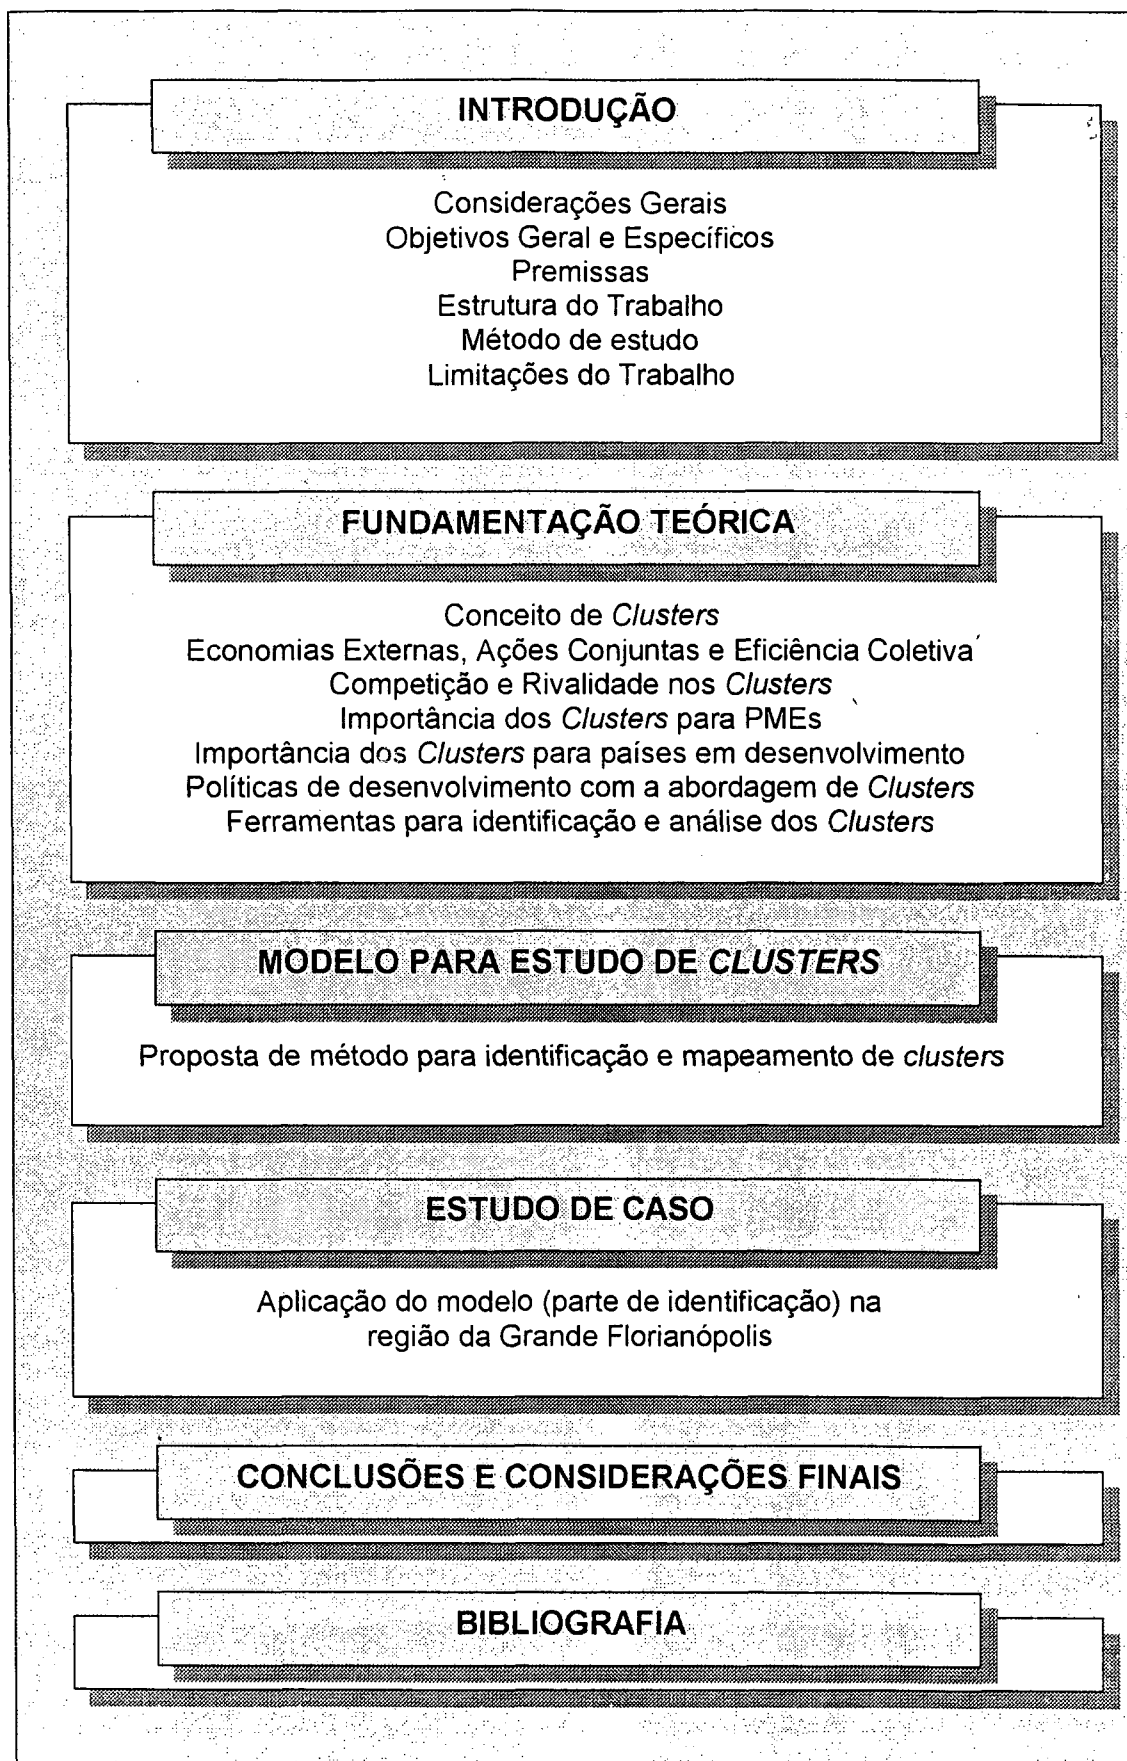 INTRODUÇÃO
Considerações Gerais
Objetivos Geral e Específicos
Premissas
Estrutura do Trabalho
Método de estudo
Limitações do Trabalho
FUNDAMENTAÇÃO TEÓRICA
Conceito de Clusters
Economias Externas, Ações Conjuntas e Eficiência Coletiva
Competição e Rivalidade nos Clusters
Importância dos Clusters para PMEs
Importância dos Clusters para países em desenvolvimento
Políticas de desenvolvimento com a abordagem de Clusters
Ferramentas para identificação e análise dos Clusters
MODELO PARA ESTUDO DE CLUSTERS
Proposta de método para identificação e mapeamento de clusters
ESTUDO DE CASO
Aplicação do modelo (parte de identificação) na
região da Grande Florianópolis
CONCLUSÕES E CONSIDERAÇÕES FINAIS
BIBLIOGRAFIA